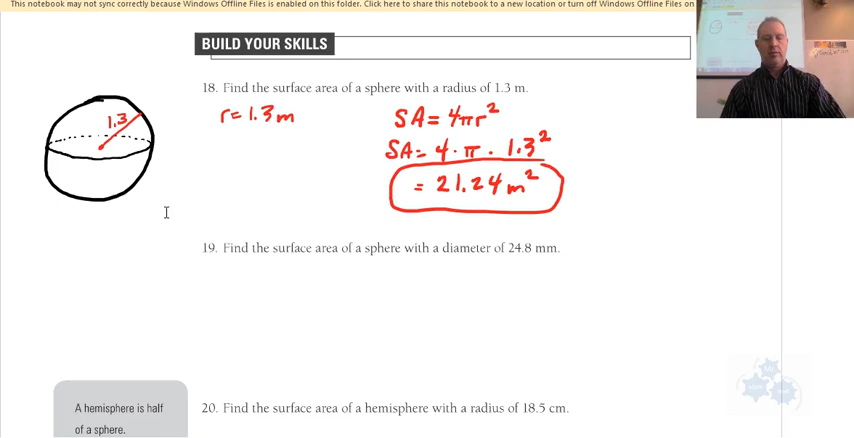 This notebook may not sync correctly because Windows Offline Files is enabled on this folder. Click here to share this notebook to a new location or turn off Windows Offline Files on
BUILD YOUR SKILLS
18. Find the surface area of a sphere with a radius of 1.3 m.
1.3
r = 1.3 m
SA = 4πr²
SA = 4 · π · 1.3²
= 21.24 m²
19. Find the surface area of a sphere with a diameter of 24.8 mm.
A hemisphere is half
of a sphere.
20. Find the surface area of a hemisphere with a radius of 18.5 cm.